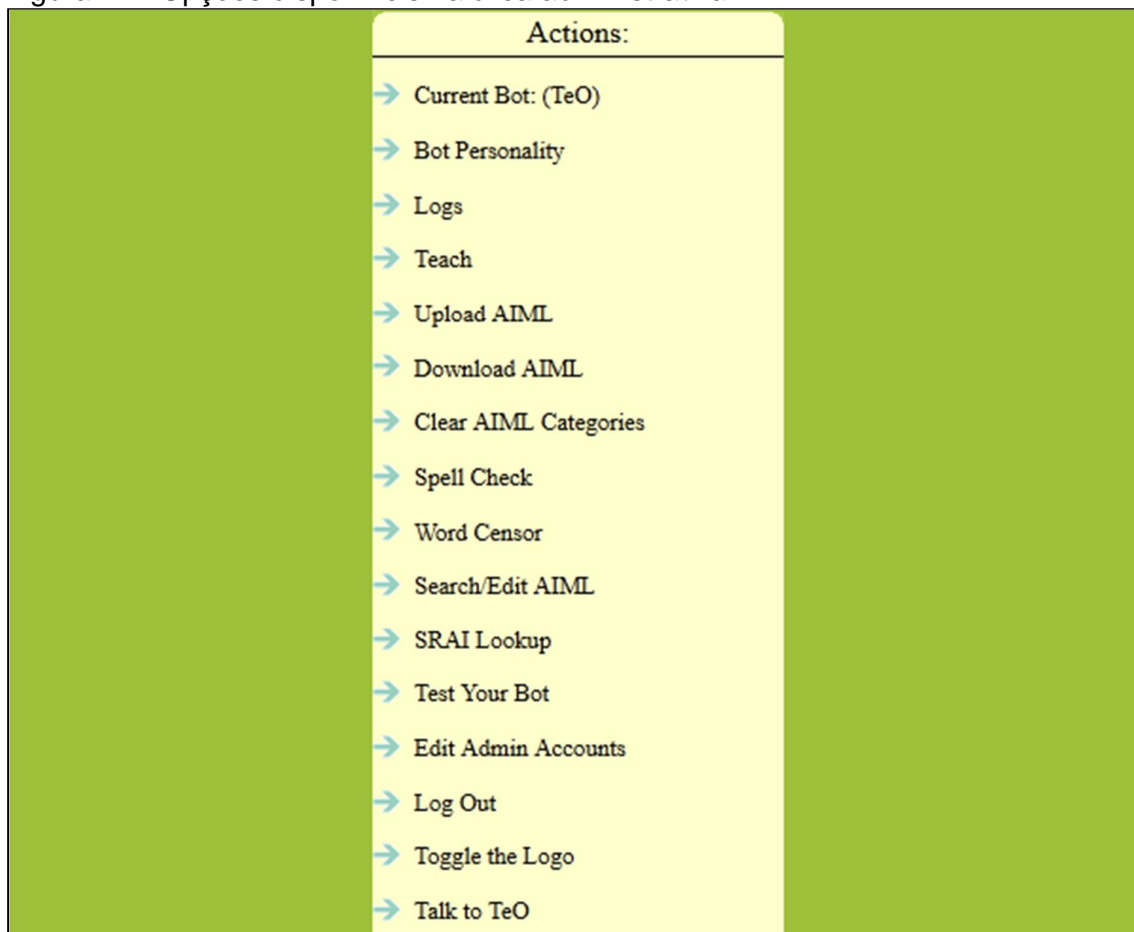 Actions:
Current Bot: (TeO)
Bot Personality
Logs
Teach
Upload AIML
Download AIML
Clear AIML Categories
Spell Check
Word Censor
Search/Edit AIML
SRAI Lookup
Test Your Bot
Edit Admin Accounts
Log Out
Toggle the Logo
Talk to TeO